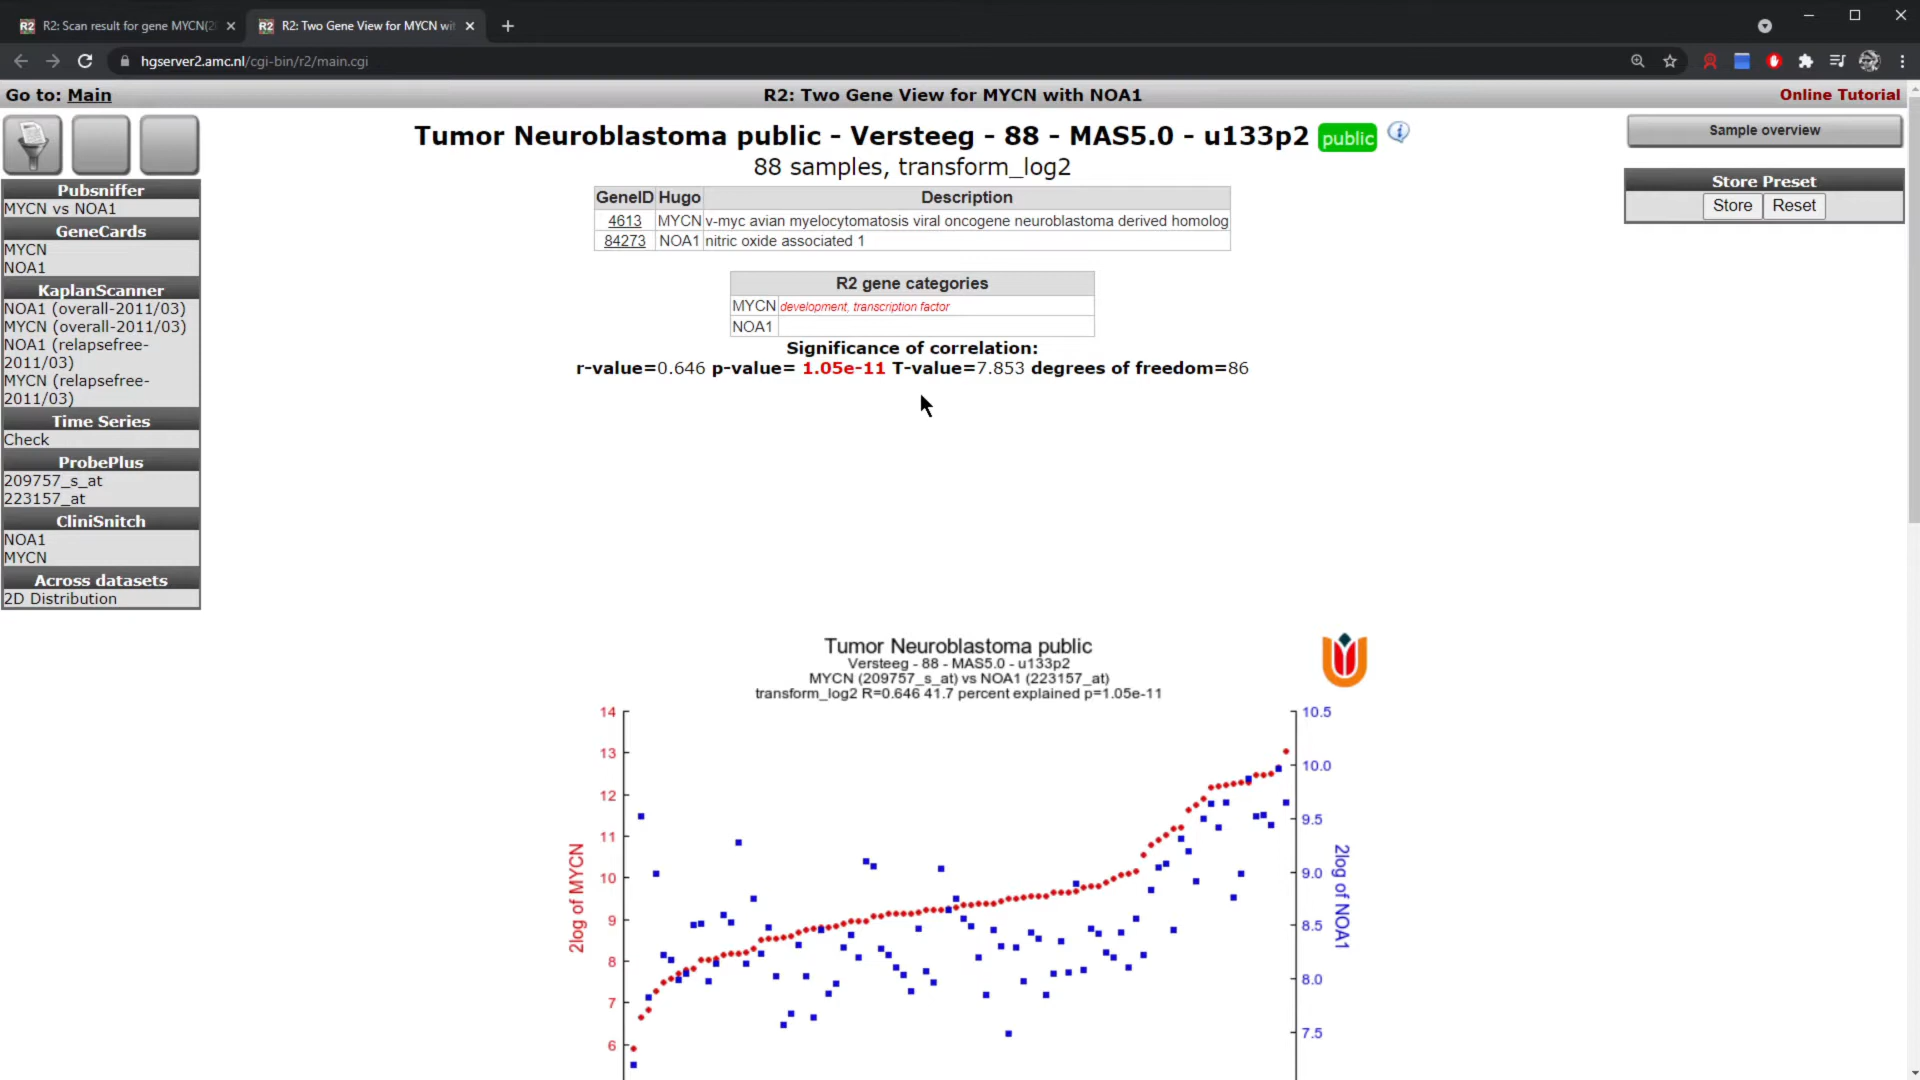 R2: Scan result for gene MYCN(2
R2: Two Gene View for MYCN wit
hgserver2.amc.nl/cgi-bin/r2/main.cgi
Go to: Main
R2: Two Gene View for MYCN with NOA1
Online Tutorial
Tumor Neuroblastoma public - Versteeg - 88 - MAS5.0 - u133p2 public
88 samples, transform_log2
Sample overview
Store Preset
Store Reset
GeneID Hugo Description
4613 MYCN v-myc avian myelocytomatosis viral oncogene neuroblastoma derived homolog
84273 NOA1 nitric oxide associated 1
R2 gene categories
MYCN development, transcription factor
NOA1
Significance of correlation:
r-value=0.646 p-value= 1.05e-11 T-value=7.853 degrees of freedom=86
Pubsniffer
MYCN vs NOA1
GeneCards
MYCN
NOA1
KaplanScanner
NOA1 (overall-2011/03)
MYCN (overall-2011/03)
NOA1 (relapsefree-
2011/03)
MYCN (relapsefree-
2011/03)
Time Series
Check
ProbePlus
209757_s_at
223157_at
CliniSnitch
NOA1
MYCN
Across datasets
2D Distribution
Tumor Neuroblastoma public
Versteeg - 88 - MAS5.0 - u133p2
MYCN (209757_s_at) vs NOA1 (223157_at)
transform_log2 R=0.646 41.7 percent explained p=1.05e-11
14
13
12
11
10
9
8
7
6
2log of MYCN
10.5
10.0
9.5
9.0
8.5
8.0
7.5
2log of NOA1